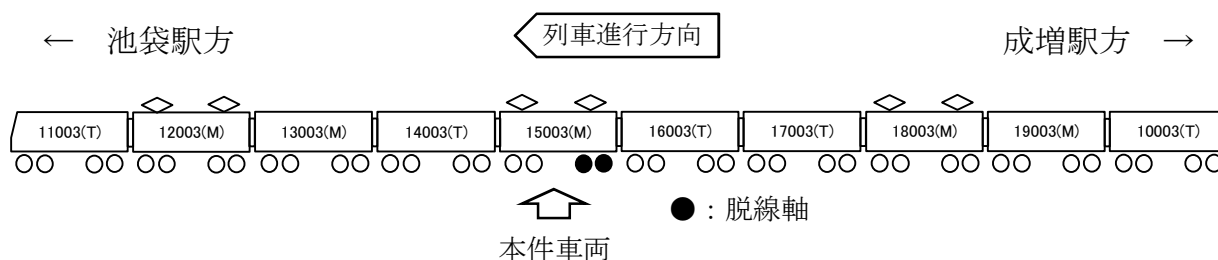 ← 池袋駅方
列車進行方向
成増駅方 →
11003(T) 12003(M) 13003(M) 14003(T) 15003(M) 16003(T) 17003(T) 18003(M) 19003(M) 10003(T)
●：脱線軸
本件車両